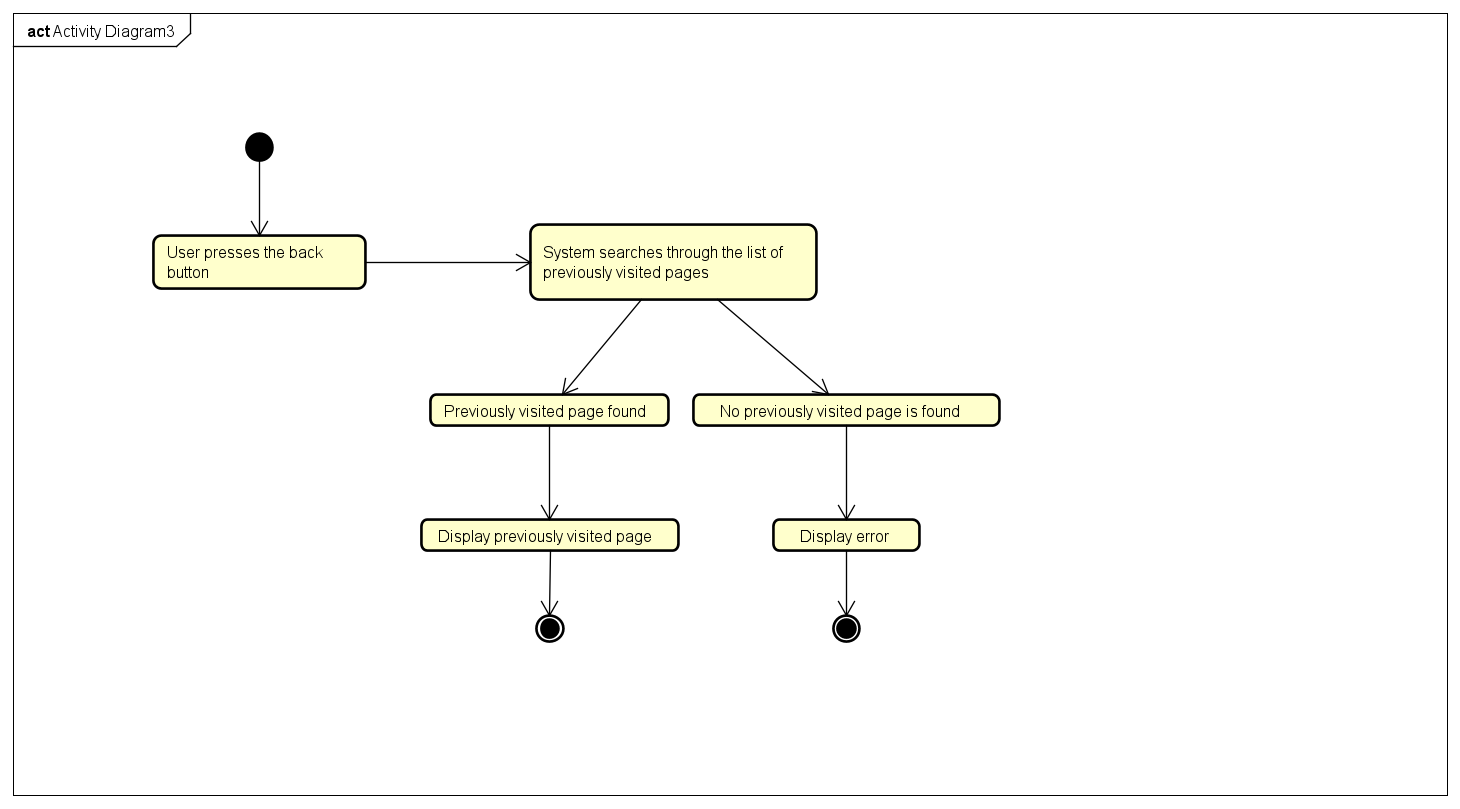 act Activity Diagram3
User presses the back
button
System searches through the list of
previously visited pages
Previously visited page found
No previously visited page is found
Display previously visited page
Display error